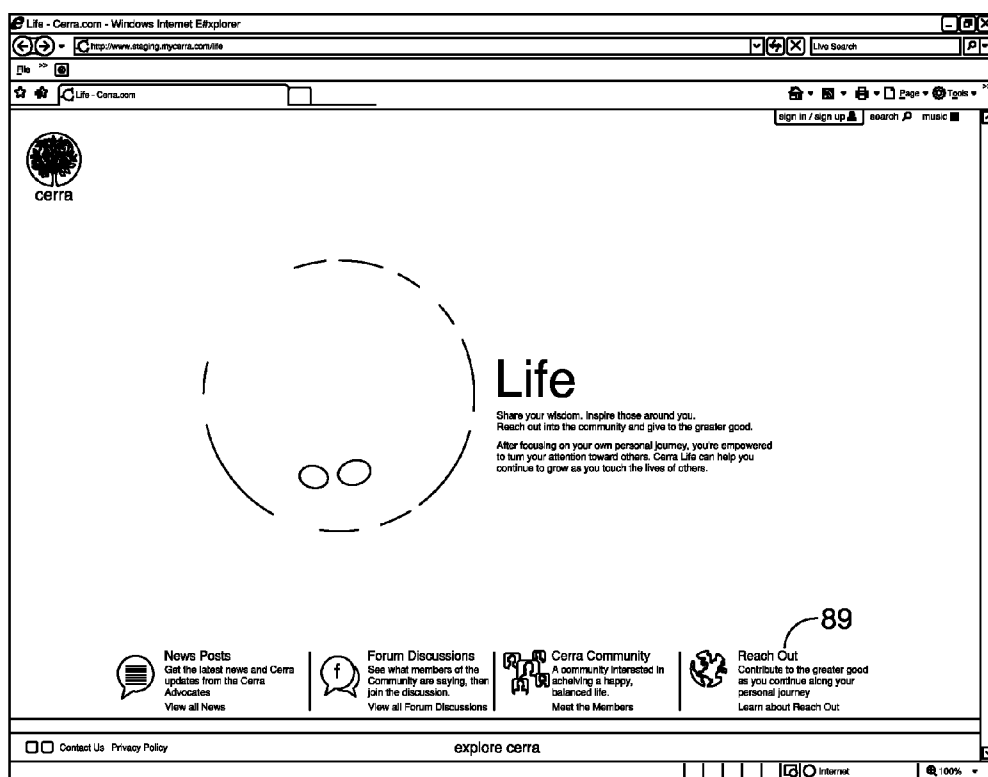 Life - Cerra.com - Windows Internet E#xplorer
http://www.staging.mycerra.com/life
Live Search
File
Life - Cerra.com
Page
Tools
sign in / sign up
search
music
cerra
Life
Share your wisdom. Inspire those around you.
Reach out into the community and give to the greater good.
After focusing on your own personal journey, you're empowered
to turn your attention toward others. Cerra Life can help you
continue to grow as you touch the lives of others.
89
News Posts
Get the latest news and Cerra
updates from the Cerra
Advocates
View all News
f
Forum Discussions
See what members of the
Community are saying, then
join the discussion.
View all Forum Discussions
Cerra Community
A community interested in
acheiving a happy,
balanced life.
Meet the Members
Reach Out
Contribute to the greater good
as you continue along your
personal journey
Learn about Reach Out
Contact Us Privacy Policy
explore cerra
Internet
100%